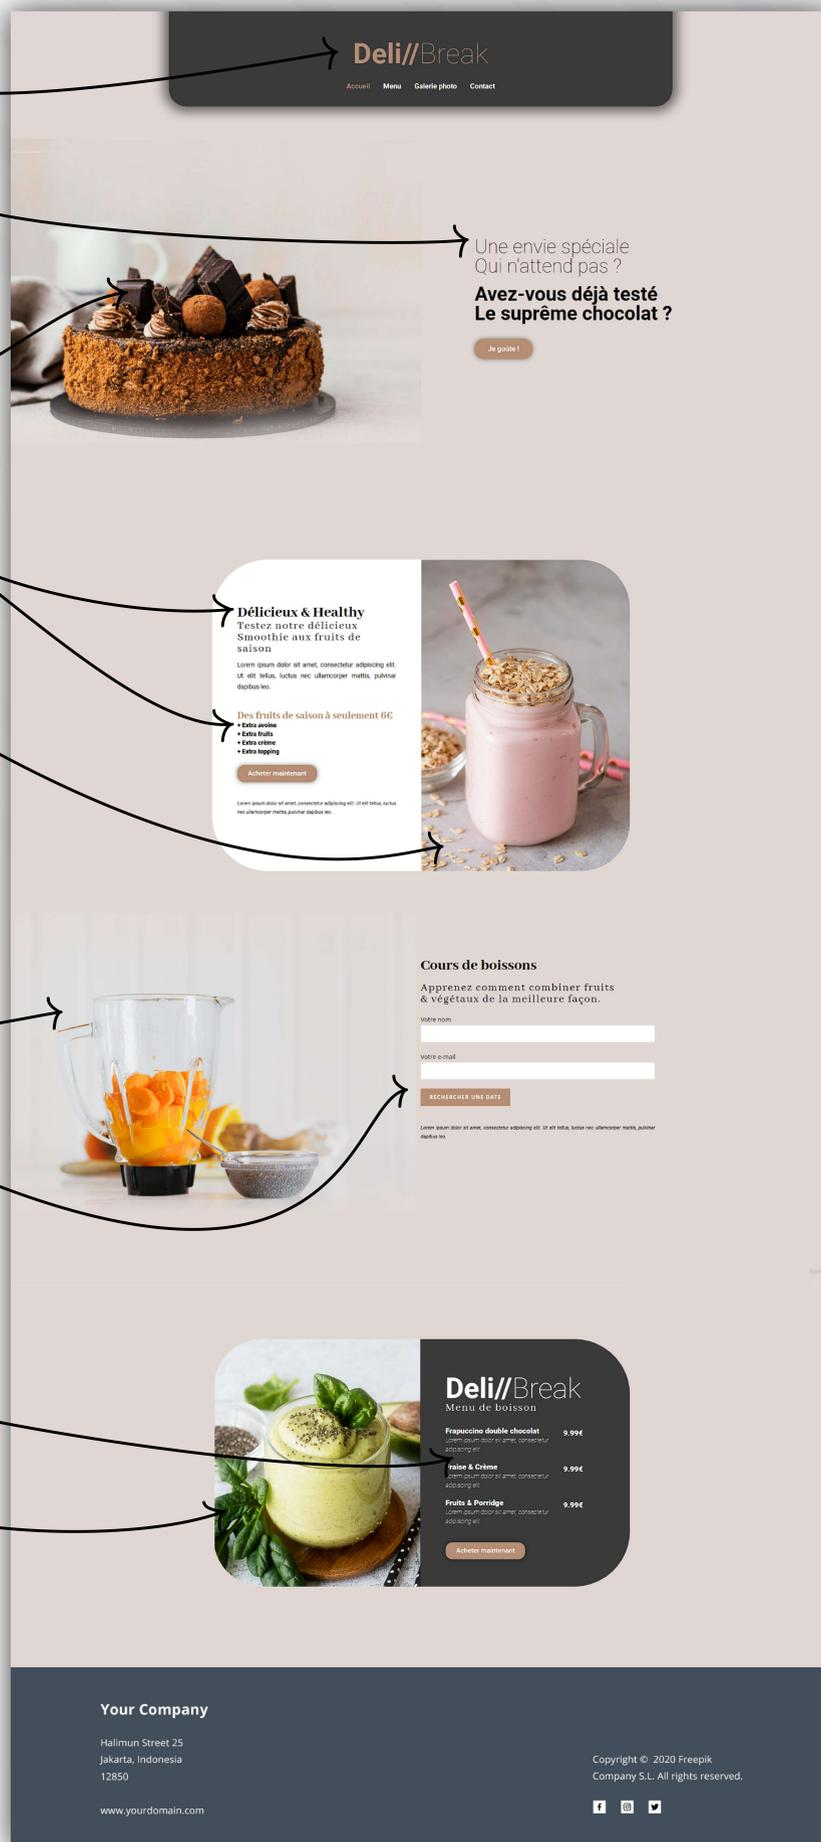 Deli//Break
Accueil Menu Galerie photo Contact
Une envie spéciale
Qui n'attend pas ?
Avez-vous déjà testé
Le suprême chocolat ?
Je goûte !
Délicieux & Healthy
Testez notre délicieux
Smoothie aux fruits de
saison
Lorem ipsum dolor sit amet, consectetur adipiscing elit.
Ut elit tellus, luctus nec ullamcorper mattis, pulvinar
dapibus leo.
Des fruits de saison à seulement 6€
+ Extra avoine
+ Extra fruits
+ Extra crème
+ Extra topping
Acheter maintenant
Lorem ipsum dolor sit amet, consectetur adipiscing elit. Ut elit tellus, luctus
nec ullamcorper mattis, pulvinar dapibus leo.
Cours de boissons
Apprenez comment combiner fruits
& végétaux de la meilleure façon.
Votre nom
Votre e-mail
RECHERCHER UNE DATE
Lorem ipsum dolor sit amet, consectetur adipiscing elit. Ut elit tellus, luctus nec ullamcorper mattis, pulvinar
dapibus leo.
Deli//Break
Menu de boisson
Frapuccino double chocolat 9.99€
Lorem ipsum dolor sit amet, consectetur
adipiscing elit.
Fraise & Crème 9.99€
Lorem ipsum dolor sit amet, consectetur
adipiscing elit.
Fruits & Porridge 9.99€
Lorem ipsum dolor sit amet, consectetur
adipiscing elit.
Acheter maintenant
Your Company
Halimun Street 25
Jakarta, Indonesia
12850
www.yourdomain.com
Copyright © 2020 Freepik
Company S.L. All rights reserved.